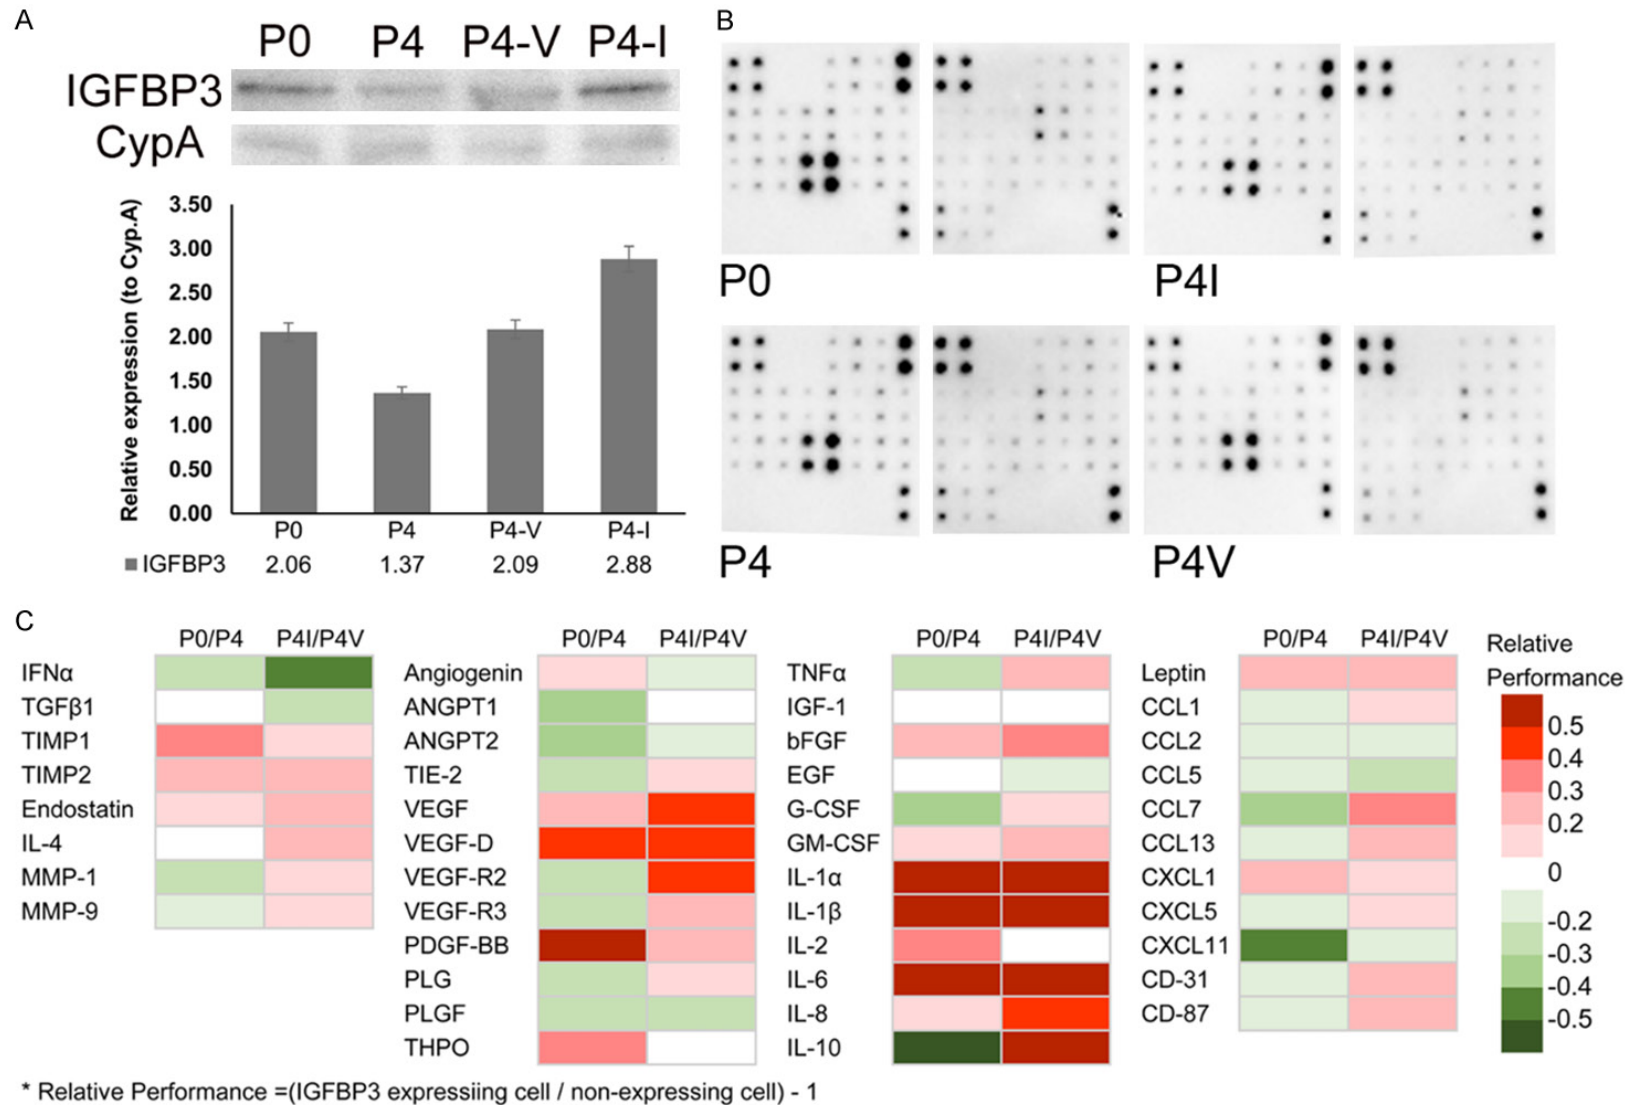 A
P0 P4 P4-V P4-I
IGFBP3
CypA
Relative expression (to Cyp.A)
3.50
3.00
2.50
2.00
1.50
1.00
0.50
0.00
P0 P4 P4-V P4-I
IGFBP3 2.06 1.37 2.09 2.88
B
P0 P4I
P4 P4V
C
P0/P4 P4I/P4V
IFNα
TGFβ1
TIMP1
TIMP2
Endostatin
IL-4
MMP-1
MMP-9
P0/P4 P4I/P4V
Angiogenin
ANGPT1
ANGPT2
TIE-2
VEGF
VEGF-D
VEGF-R2
VEGF-R3
PDGF-BB
PLG
PLGF
THPO
P0/P4 P4I/P4V
TNFα
IGF-1
bFGF
EGF
G-CSF
GM-CSF
IL-1α
IL-1β
IL-2
IL-6
IL-8
IL-10
P0/P4 P4I/P4V
Leptin
CCL1
CCL2
CCL5
CCL7
CCL13
CXCL1
CXCL5
CXCL11
CD-31
CD-87
Relative
Performance
0.5
0.4
0.3
0.2
0
-0.2
-0.3
-0.4
-0.5
* Relative Performance =(IGFBP3 expressiing cell / non-expressing cell) - 1